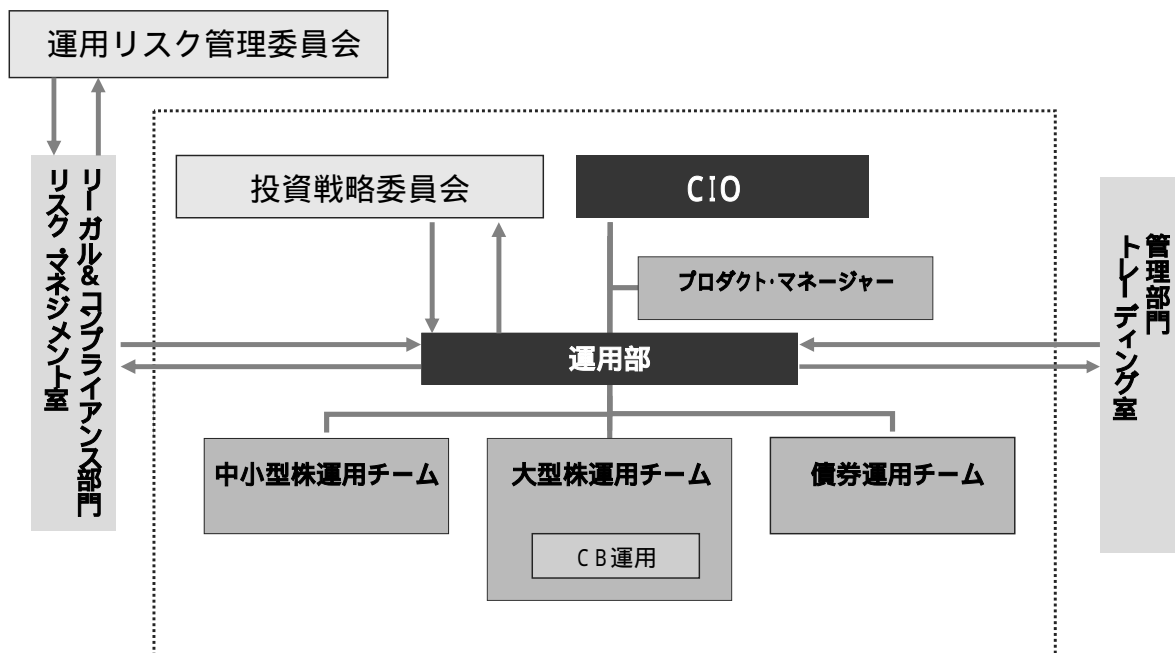 運用リスク管理委員会
リーガル&コンプライアンス部門
リスク・マネジメント室
投資戦略委員会
CIO
プロダクト・マネージャー
管理部門
トレーディング室
運用部
中小型株運用チーム
大型株運用チーム
債券運用チーム
CB運用